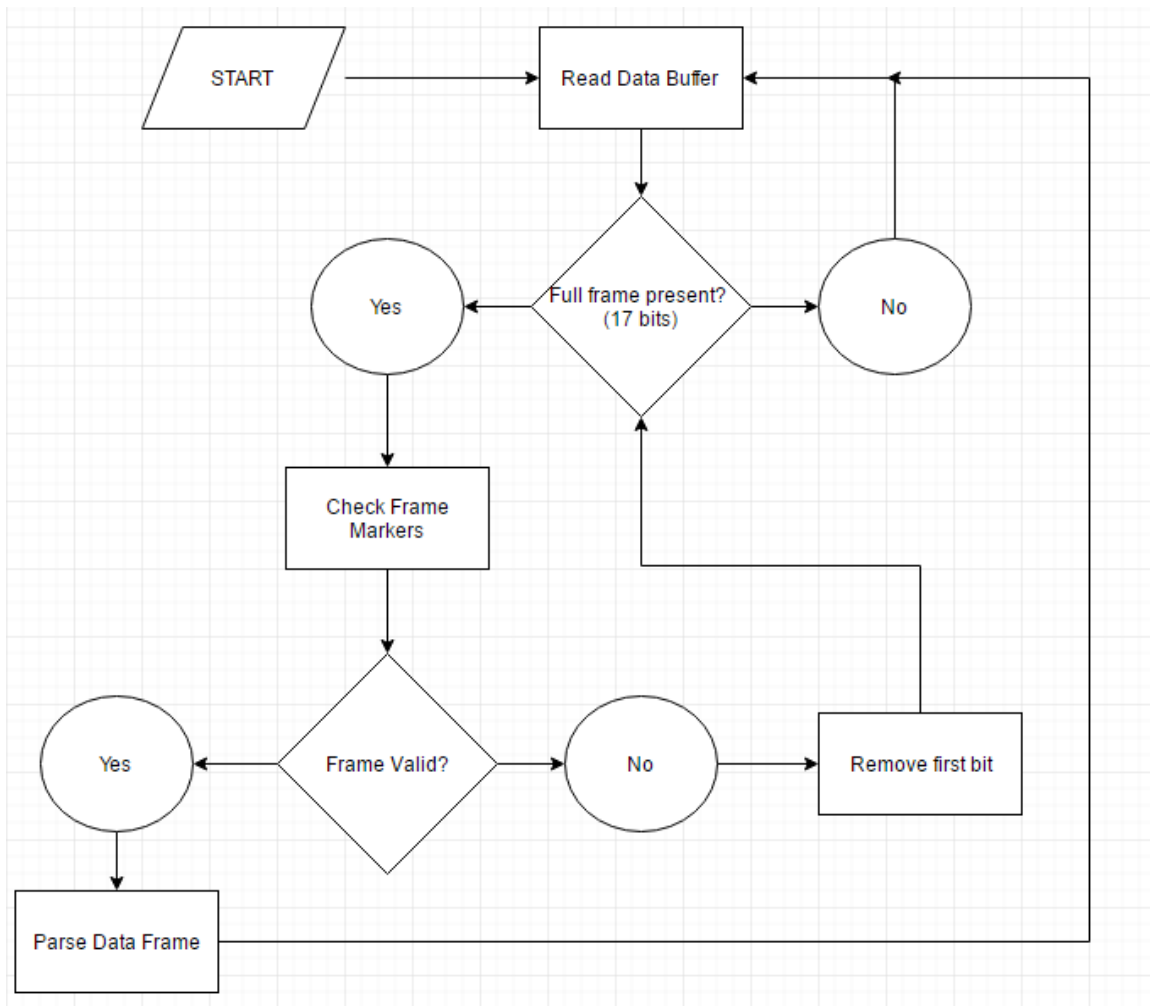 START
Read Data Buffer
Yes
Full frame present?
(17 bits)
No
Check Frame
Markers
Yes
Frame Valid?
No
Remove first bit
Parse Data Frame